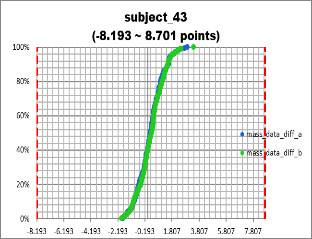 subject_43
(-8.193 ~ 8.701 points)
100%
80%
60%
40%
20%
0%
mass_data_diff_a
mass_data_diff_b
-8.193 -6.193 -4.193 -2.193 -0.193 1.807 3.807 5.807 7.807